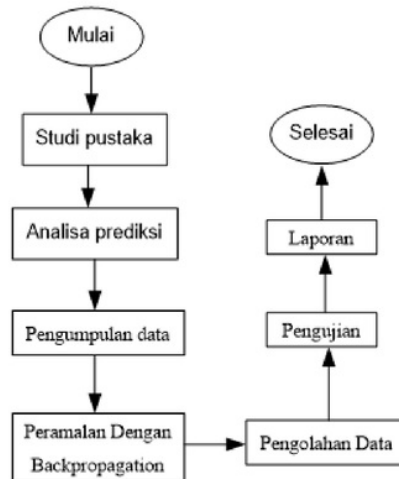 Mulai
Studi pustaka
Analisa prediksi
Pengumpulan data
Peramalan Dengan
Backpropagation
Pengolahan Data
Pengujian
Laporan
Selesai